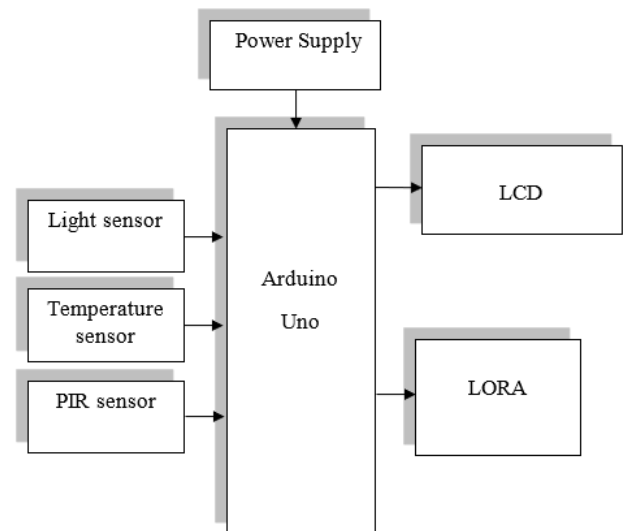 Power Supply
LCD
Light sensor
Arduino
Uno
Temperature
sensor
LORA
PIR sensor